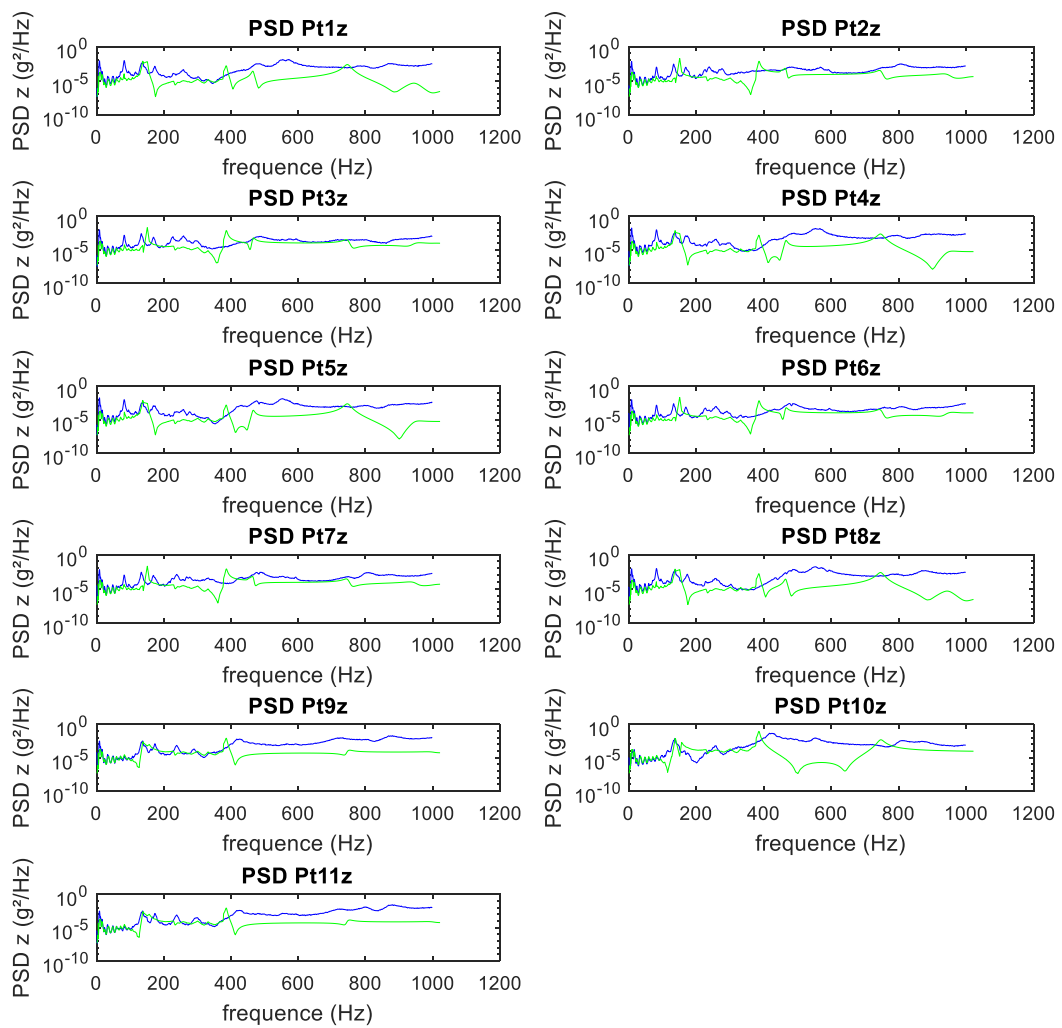 PSD Pt1z
PSD z (g²/Hz)
10^0
10^-5
10^-10
0 200 400 600 800 1000 1200
frequence (Hz)
PSD Pt2z
PSD z (g²/Hz)
10^0
10^-5
10^-10
0 200 400 600 800 1000 1200
frequence (Hz)
PSD Pt3z
PSD z (g²/Hz)
10^0
10^-5
10^-10
0 200 400 600 800 1000 1200
frequence (Hz)
PSD Pt4z
PSD z (g²/Hz)
10^0
10^-5
10^-10
0 200 400 600 800 1000 1200
frequence (Hz)
PSD Pt5z
PSD z (g²/Hz)
10^0
10^-5
10^-10
0 200 400 600 800 1000 1200
frequence (Hz)
PSD Pt6z
PSD z (g²/Hz)
10^0
10^-5
10^-10
0 200 400 600 800 1000 1200
frequence (Hz)
PSD Pt7z
PSD z (g²/Hz)
10^0
10^-5
10^-10
0 200 400 600 800 1000 1200
frequence (Hz)
PSD Pt8z
PSD z (g²/Hz)
10^0
10^-5
10^-10
0 200 400 600 800 1000 1200
frequence (Hz)
PSD Pt9z
PSD z (g²/Hz)
10^0
10^-5
10^-10
0 200 400 600 800 1000 1200
frequence (Hz)
PSD Pt10z
PSD z (g²/Hz)
10^0
10^-5
10^-10
0 200 400 600 800 1000 1200
frequence (Hz)
PSD Pt11z
PSD z (g²/Hz)
10^0
10^-5
10^-10
0 200 400 600 800 1000 1200
frequence (Hz)